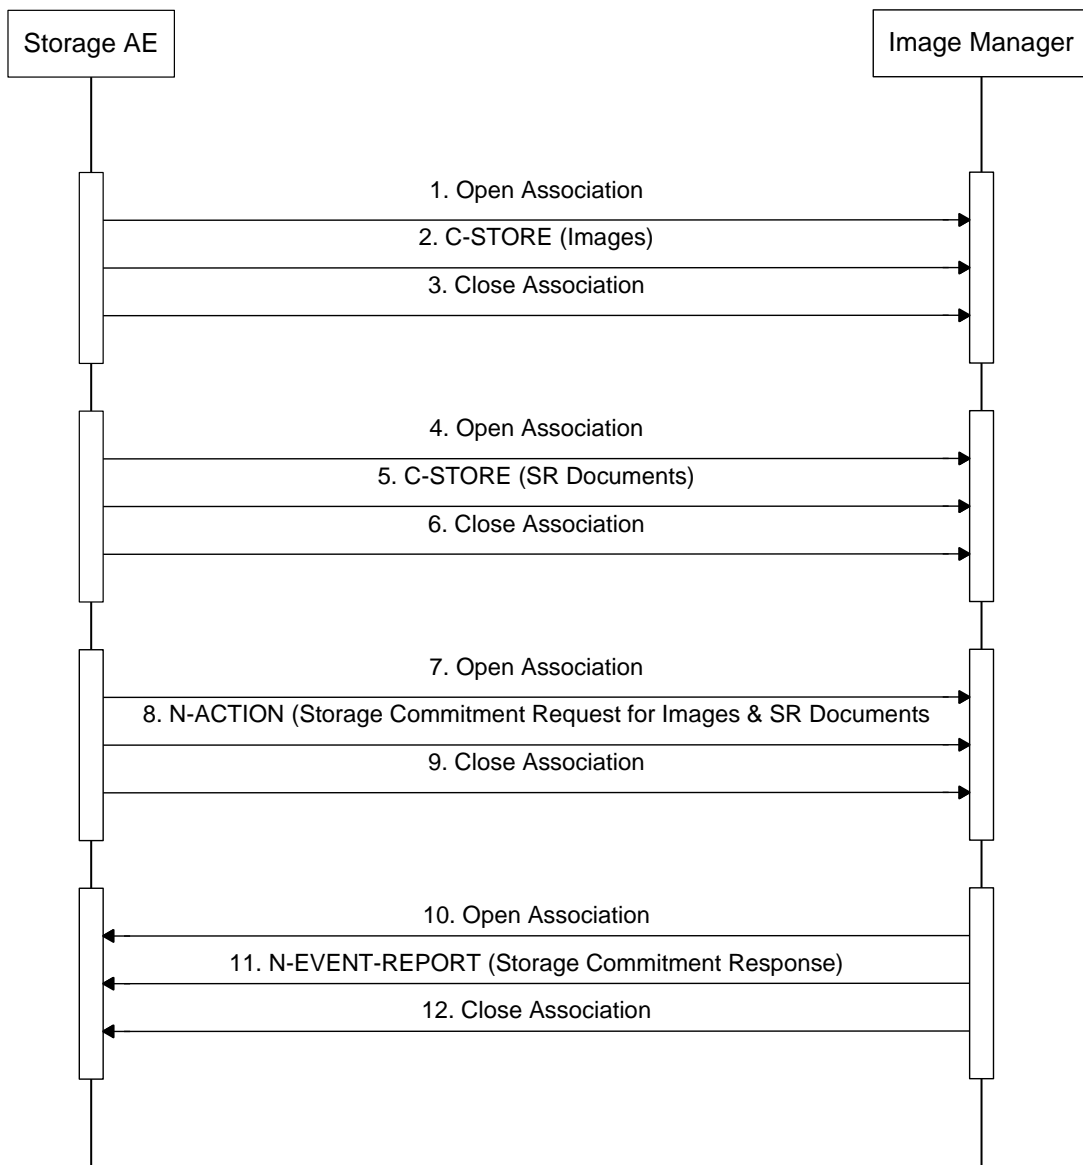 Storage AE
Image Manager
1. Open Association
2. C-STORE (Images)
3. Close Association
4. Open Association
5. C-STORE (SR Documents)
6. Close Association
7. Open Association
8. N-ACTION (Storage Commitment Request for Images & SR Documents
9. Close Association
10. Open Association
11. N-EVENT-REPORT (Storage Commitment Response)
12. Close Association